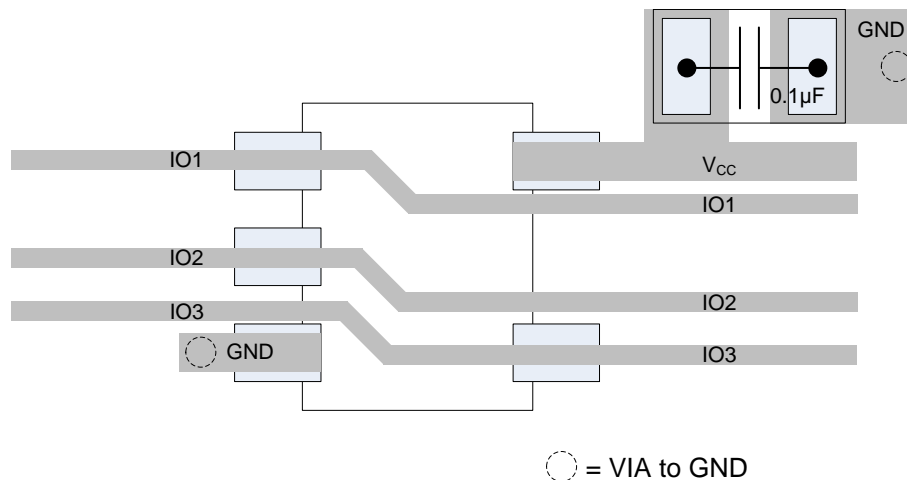 GND
0.1µF
IO1
VCC
IO1
IO2
IO2
IO3
GND
IO3
= VIA to GND